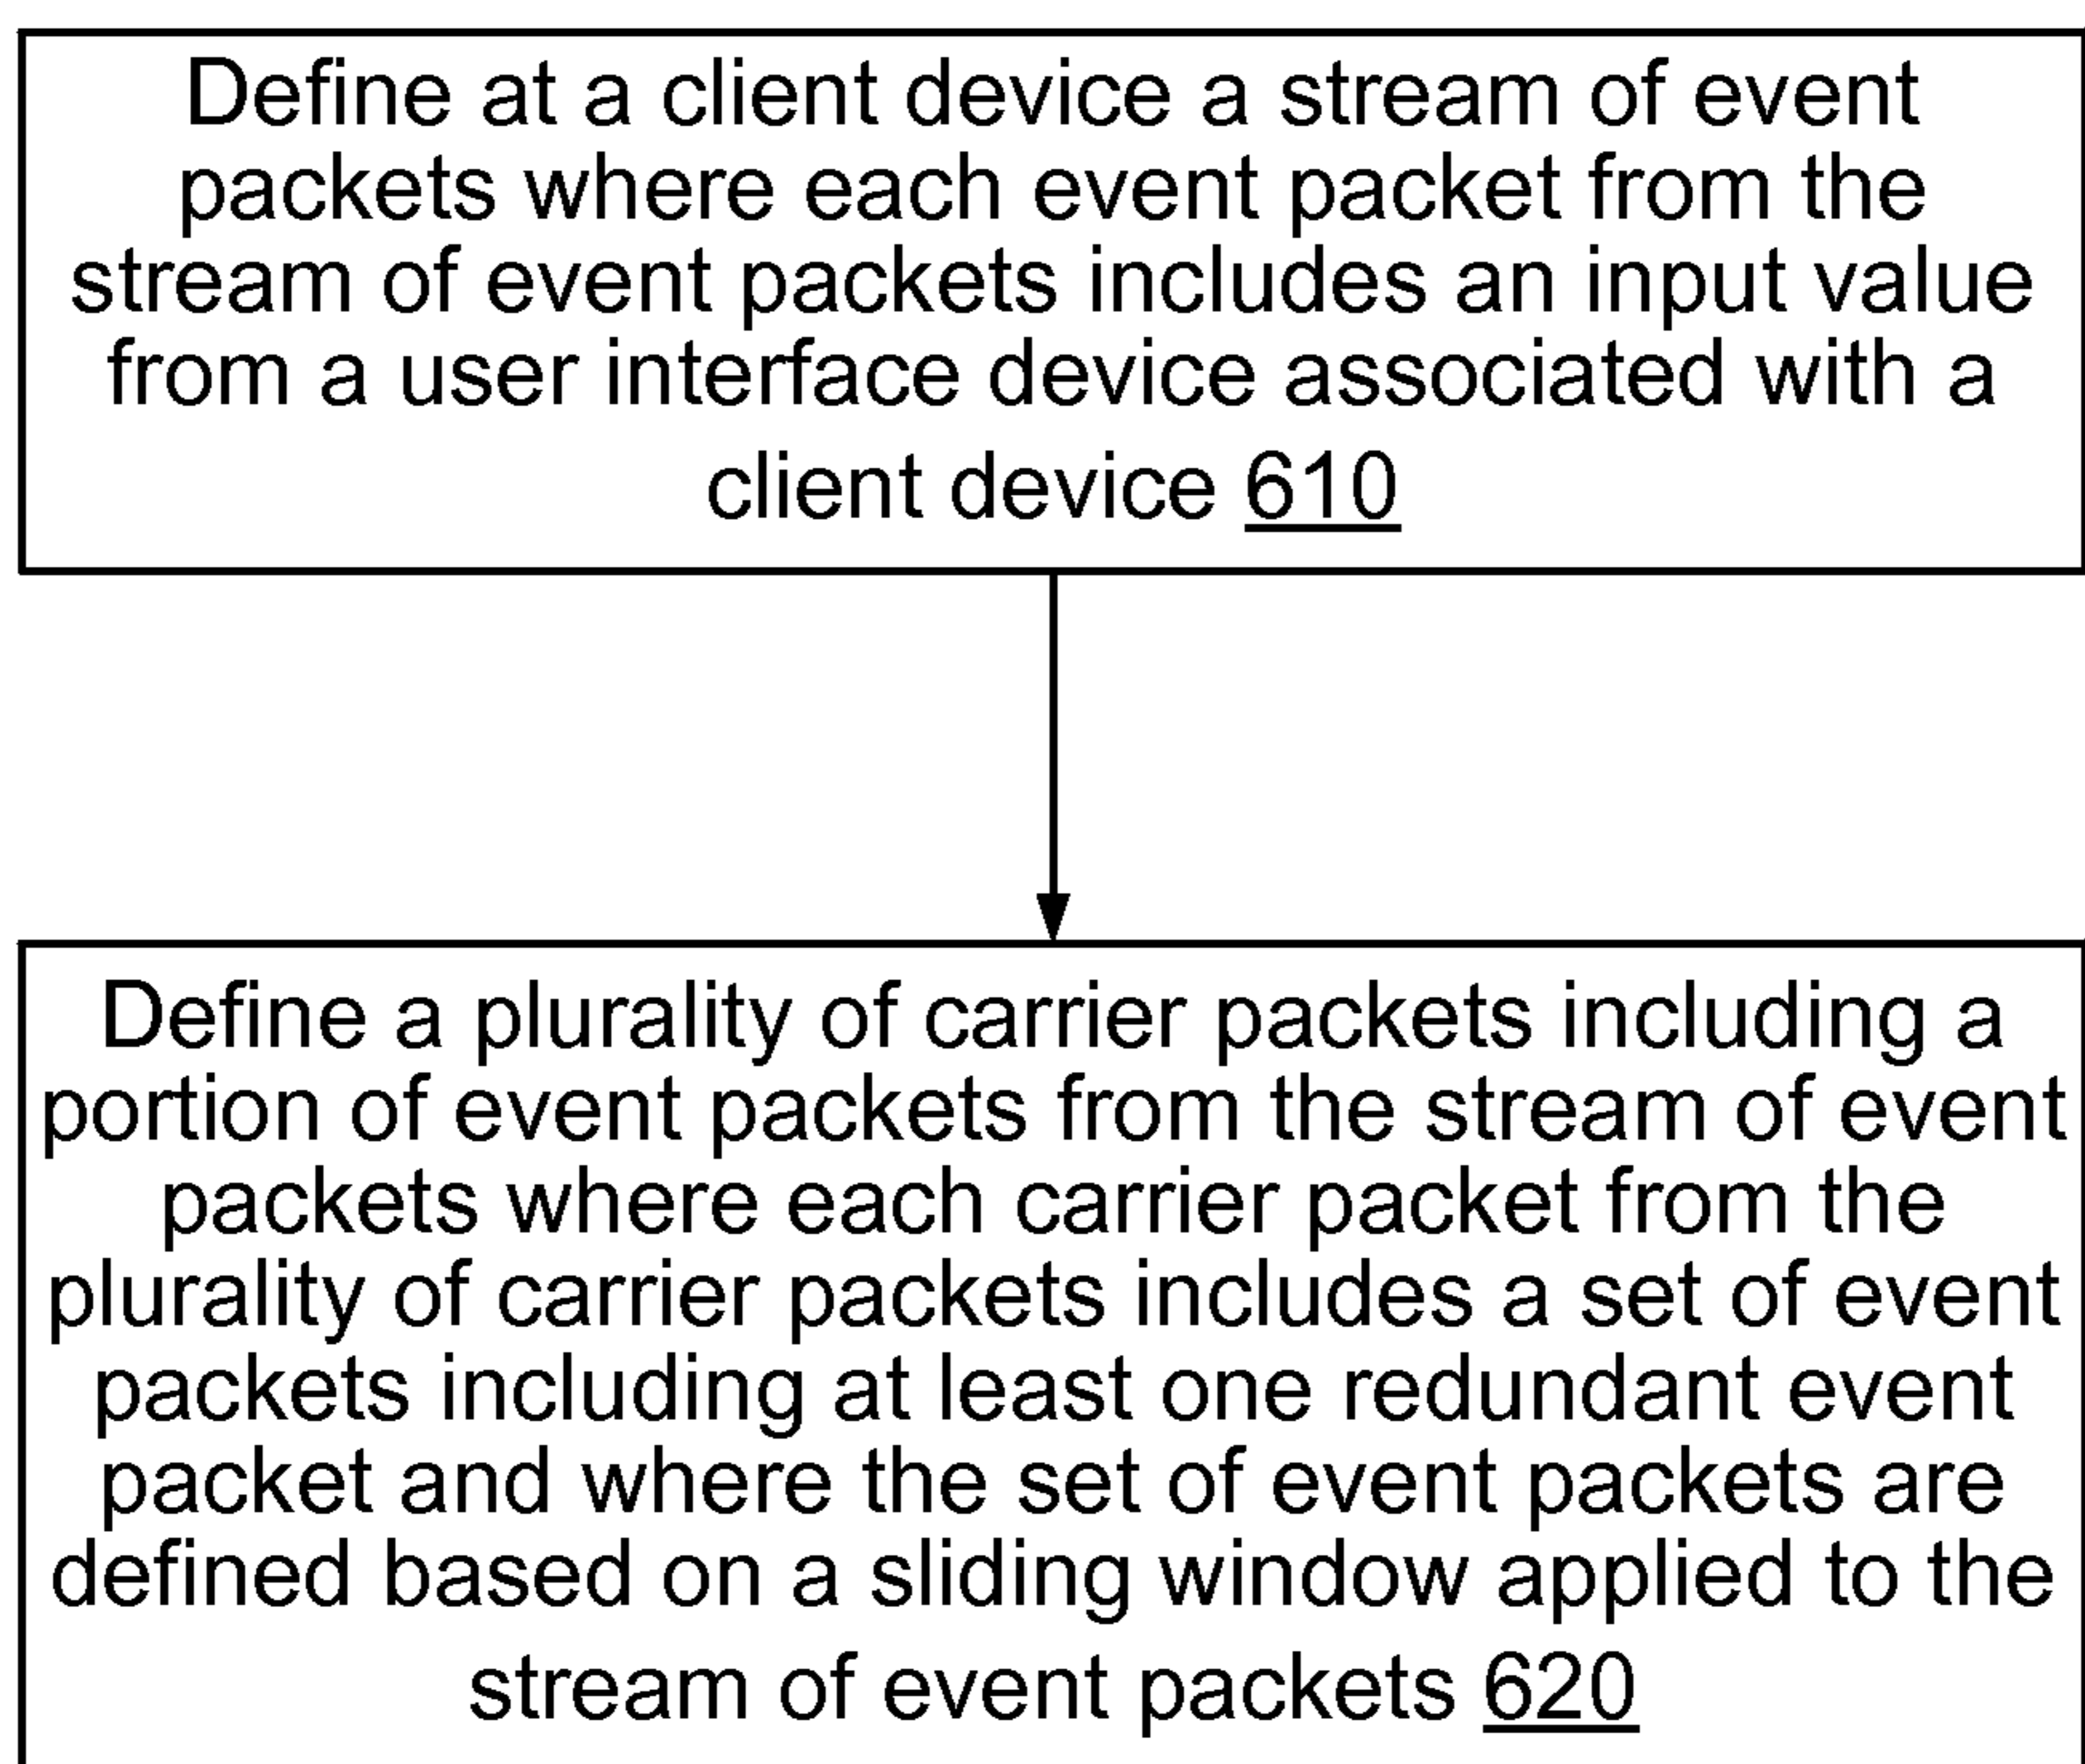 Define at a client device a stream of event
packets where each event packet from the
stream of event packets includes an input value
from a user interface device associated with a
client device 610
Define a plurality of carrier packets including a
portion of event packets from the stream of event
packets where each carrier packet from the
plurality of carrier packets includes a set of event
packets including at least one redundant event
packet and where the set of event packets are
defined based on a sliding window applied to the
stream of event packets 620